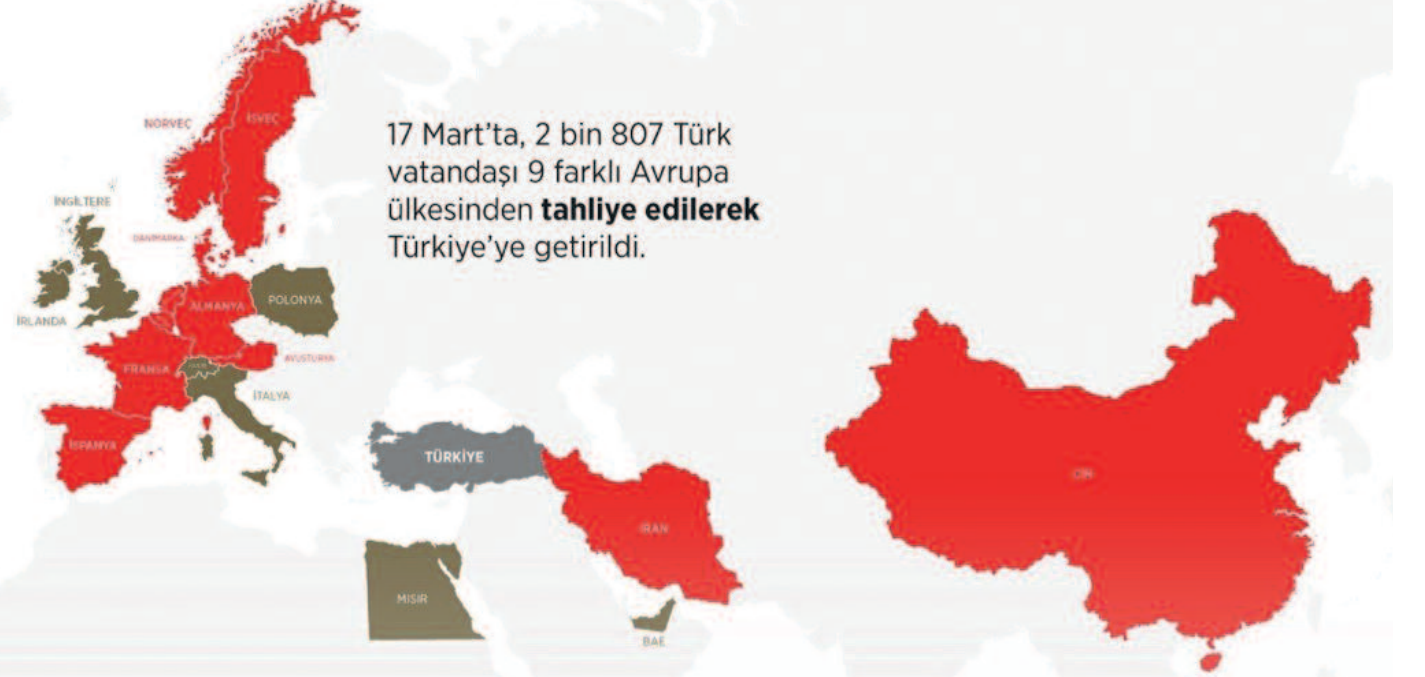 NORVEÇ
İSVEÇ
17 Mart’ta, 2 bin 807 Türk
vatandaşı 9 farklı Avrupa
ülkesinden tahliye edilerek
Türkiye’ye getirildi.
İNGİLTERE
DANİMARKA
ALMANYA
POLONYA
İRLANDA
FRANSA
AVUSTURYA
İTALYA
İSPANYA
TÜRKİYE
ÇİN
İRAN
MISIR
BAE